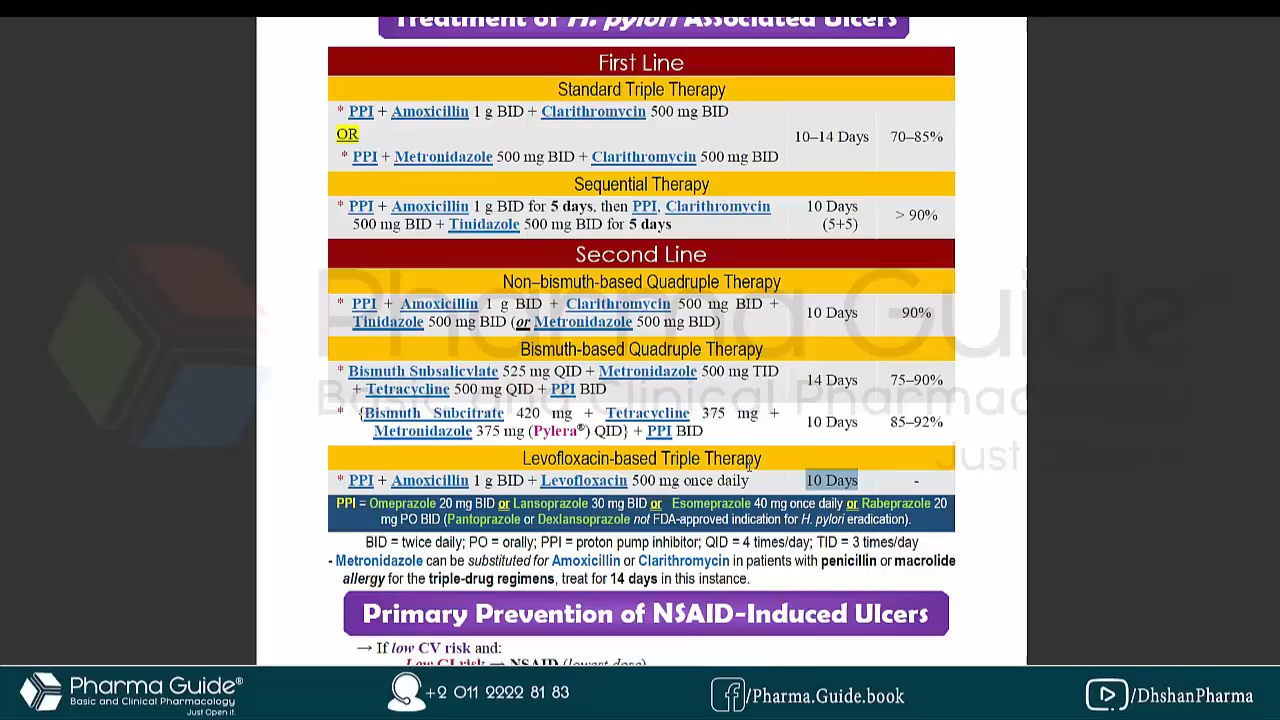 Treatment of H. pylori Associated Ulcers
First Line
Standard Triple Therapy
* PPI + Amoxicillin 1 g BID + Clarithromycin 500 mg BID
OR
* PPI + Metronidazole 500 mg BID + Clarithromycin 500 mg BID
10–14 Days
70–85%
Sequential Therapy
* PPI + Amoxicillin 1 g BID for 5 days, then PPI, Clarithromycin
500 mg BID + Tinidazole 500 mg BID for 5 days
10 Days
(5+5)
> 90%
Second Line
Non–bismuth-based Quadruple Therapy
* PPI + Amoxicillin 1 g BID + Clarithromycin 500 mg BID +
Tinidazole 500 mg BID (or Metronidazole 500 mg BID)
10 Days
90%
Bismuth-based Quadruple Therapy
* Bismuth Subsalicylate 525 mg QID + Metronidazole 500 mg TID
+ Tetracycline 500 mg QID + PPI BID
14 Days
75–90%
* {Bismuth Subcitrate 420 mg + Tetracycline 375 mg +
Metronidazole 375 mg (Pylera®) QID} + PPI BID
10 Days
85–92%
Levofloxacin-based Triple Therapy
* PPI + Amoxicillin 1 g BID + Levofloxacin 500 mg once daily
10 Days
-
PPI = Omeprazole 20 mg BID or Lansoprazole 30 mg BID or Esomeprazole 40 mg once daily or Rabeprazole 20
mg PO BID (Pantoprazole or Dexlansoprazole not FDA-approved indication for H. pylori eradication).
BID = twice daily; PO = orally; PPI = proton pump inhibitor; QID = 4 times/day; TID = 3 times/day
- Metronidazole can be substituted for Amoxicillin or Clarithromycin in patients with penicillin or macrolide
allergy for the triple-drug regimens, treat for 14 days in this instance.
Primary Prevention of NSAID-Induced Ulcers
→ If low CV risk and:
Low GI risk → NSAID (lowest dose)
Pharma Guide
Basic and Clinical Pharmacology
Just
Pharma Guide®
Basic and Clinical Pharmacology
Just Open it.
+2 011 2222 81 83
/Pharma.Guide.book
/DhshanPharma